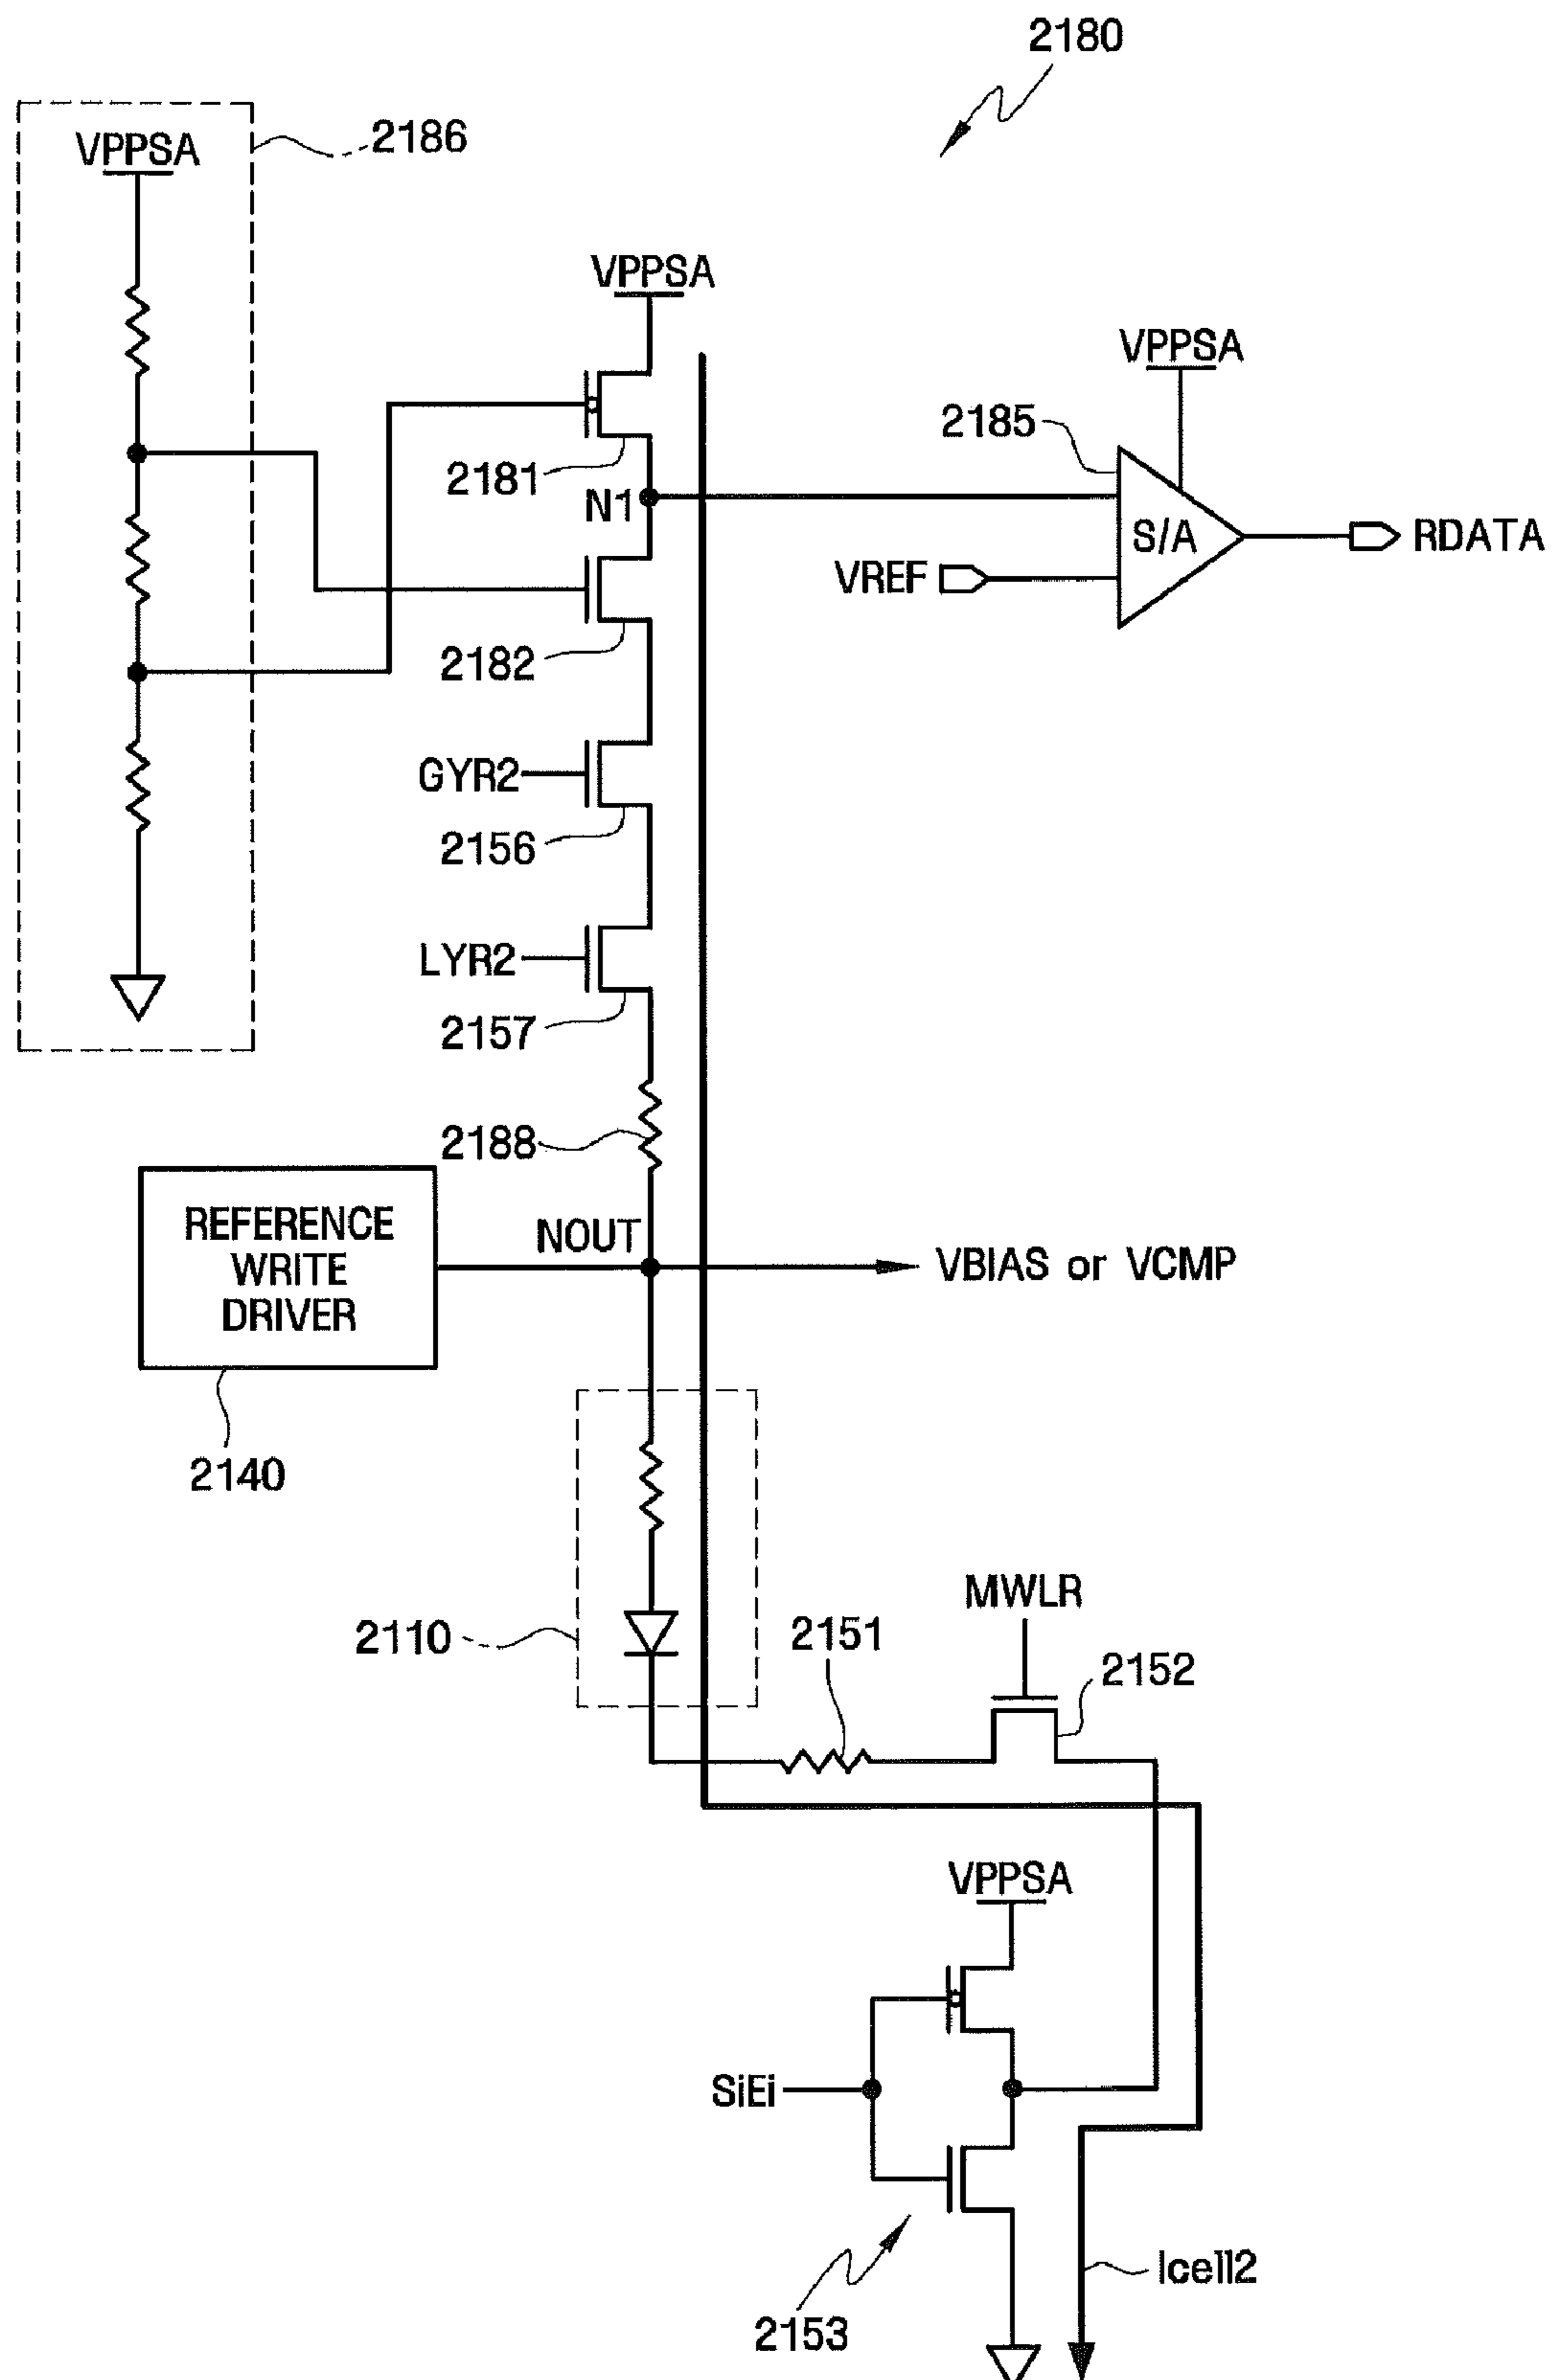 2180
VPPSA
2186
VPPSA
VPPSA
2185
2181
N1
S/A
RDATA
VREF
2182
GYR2
2156
LYR2
2157
2188
REFERENCE
WRITE
DRIVER
NOUT
VBIAS or VCMP
2140
MWLR
2110
2151
2152
VPPSA
SiEi
Icell2
2153